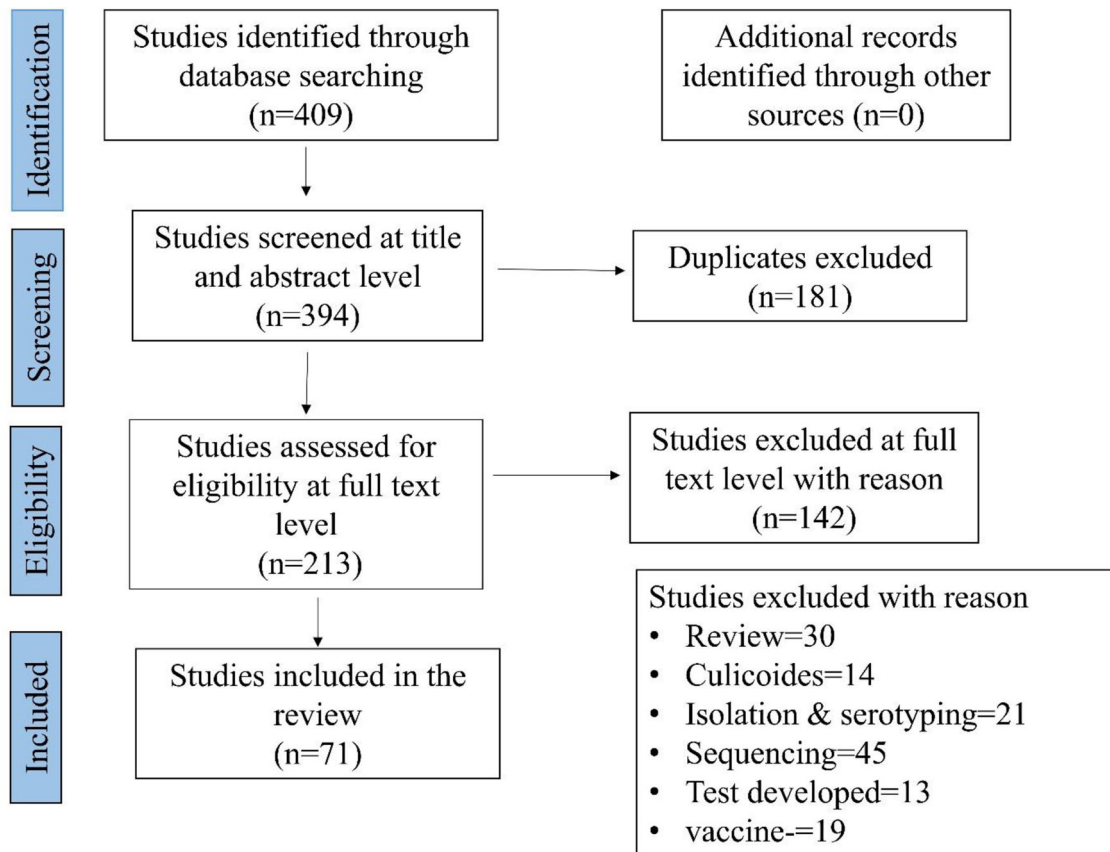 Identification
Studies identified through
database searching
(n=409)
Additional records
identified through other
sources (n=0)
Screening
Studies screened at title
and abstract level
(n=394)
Duplicates excluded
(n=181)
Eligibility
Studies assessed for
eligibility at full text
level
(n=213)
Studies excluded at full
text level with reason
(n=142)
Included
Studies included in the
review
(n=71)
Studies excluded with reason
• Review=30
• Culicoides=14
• Isolation & serotyping=21
• Sequencing=45
• Test developed=13
• vaccine-=19